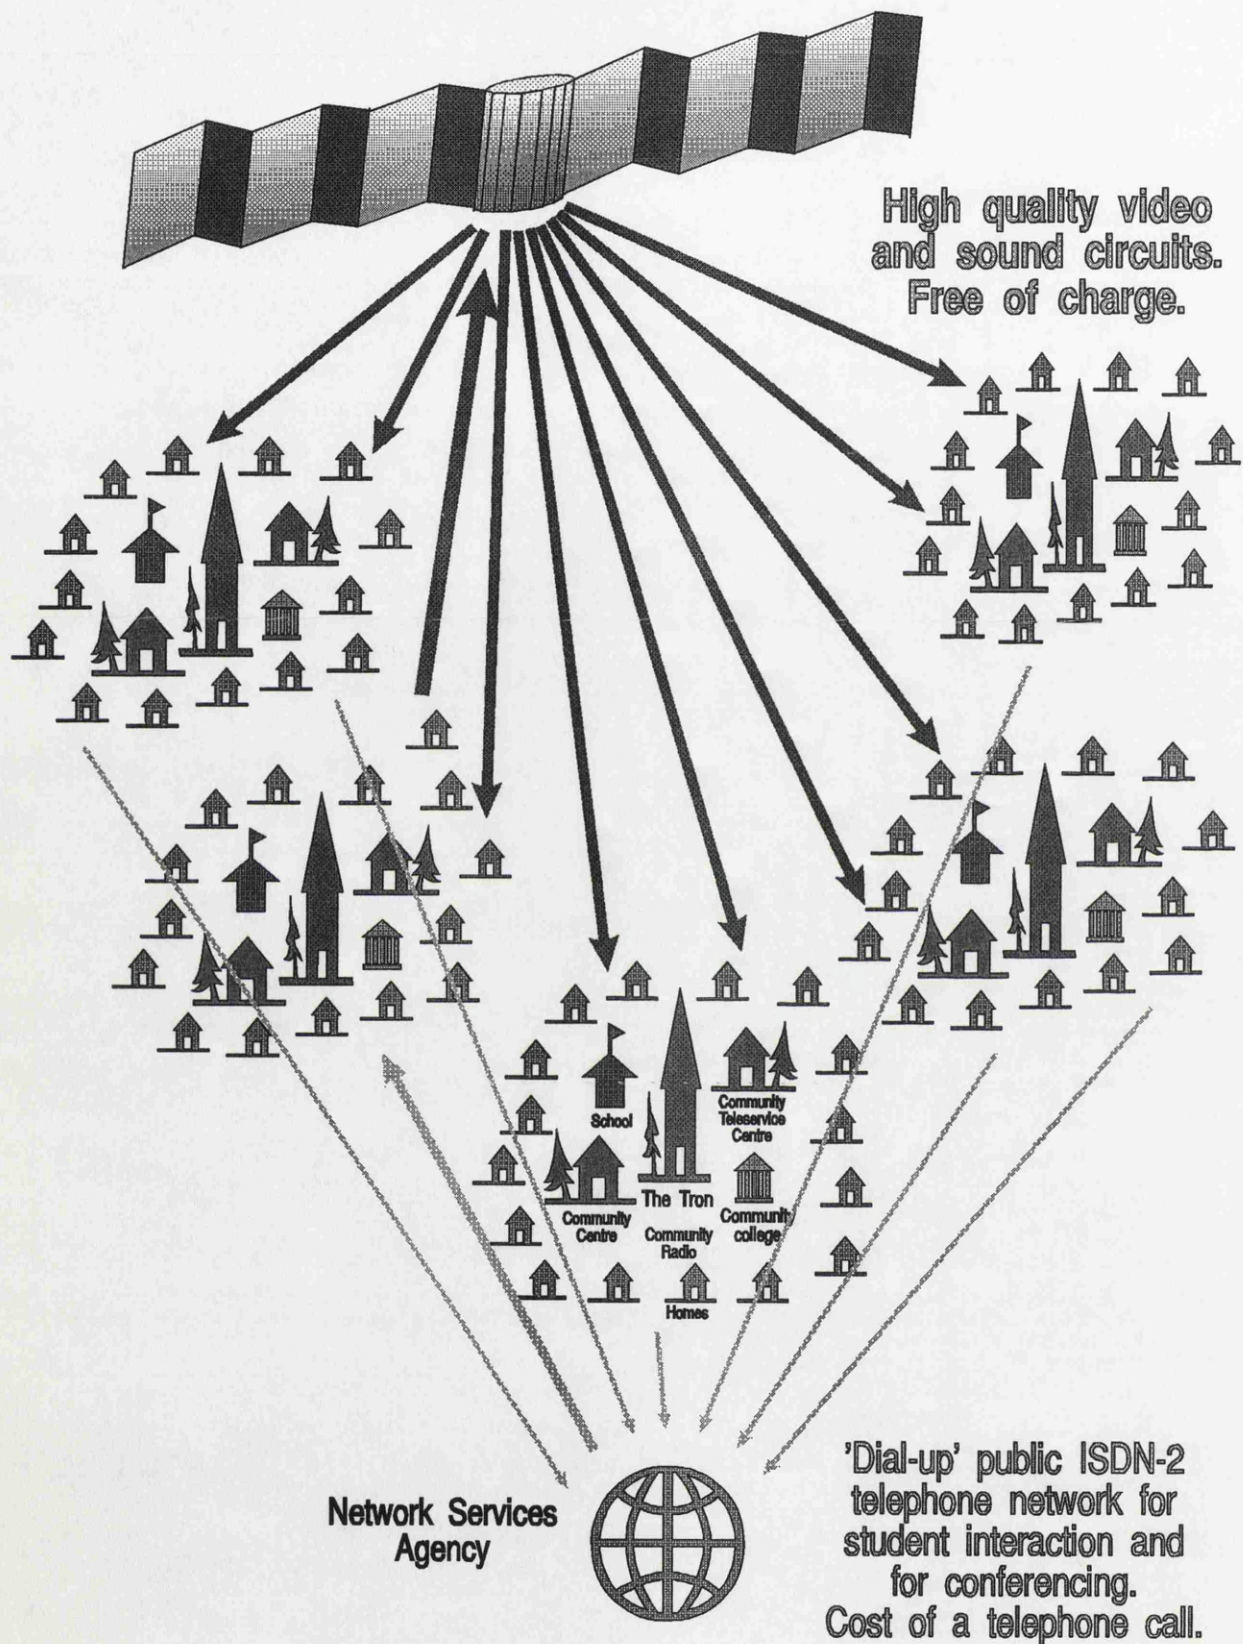 High quality video
and sound circuits.
Free of charge.
School
Community
Teleservice
Centre
The Tron
Community
Centre
Community
Radio
Community
college
Homes
Network Services
Agency
'Dial-up' public ISDN-2
telephone network for
student interaction and
for conferencing.
Cost of a telephone call.